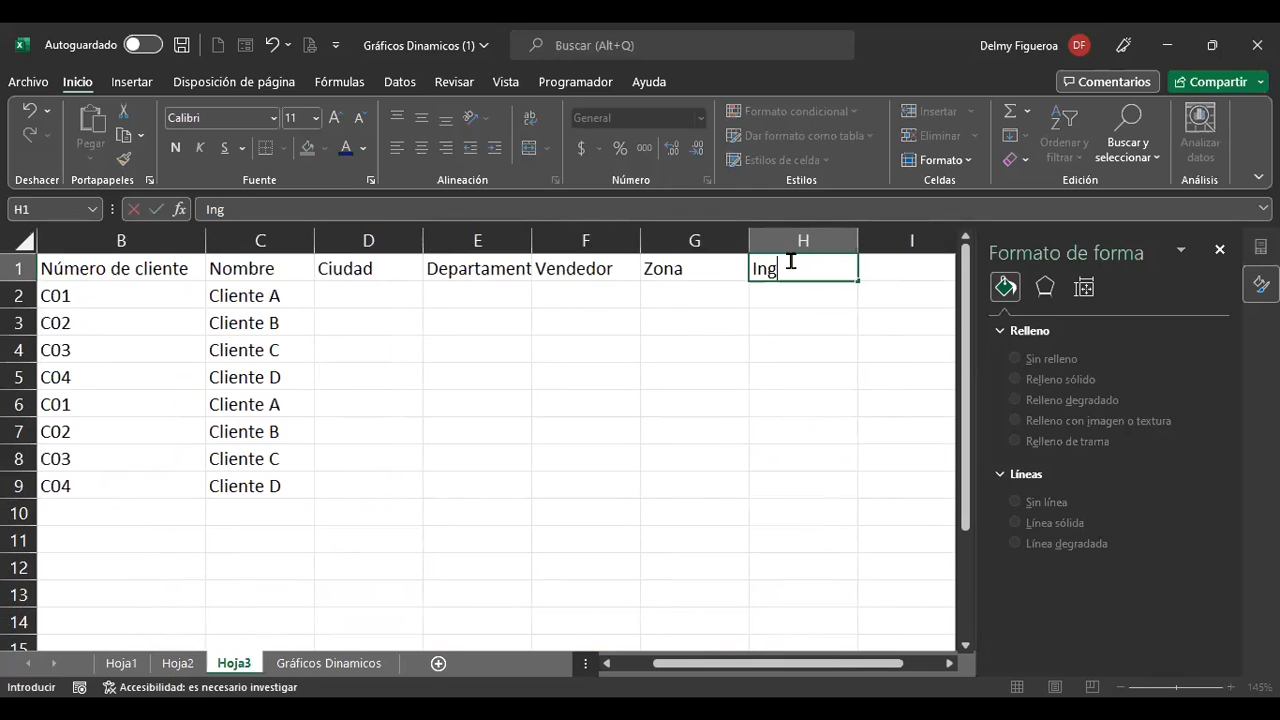 Autoguardado
Gráficos Dinamicos (1)
Buscar (Alt+Q)
Delmy Figueroa
DF
Archivo Inicio Insertar Disposición de página Fórmulas Datos Revisar Vista Programador Ayuda
Comentarios Compartir
Pegar
Calibri 11
N K S
General
$ % 000
Formato condicional
Dar formato como tabla
Estilos de celda
Insertar
Eliminar
Formato
Ordenar y filtrar
Buscar y seleccionar
Analizar datos
Deshacer Portapapeles Fuente Alineación Número Estilos Celdas Edición Análisis
H1 fx Ing
B C D E F G H I
1 Número de cliente Nombre Ciudad Departament Vendedor Zona Ing
2 C01 Cliente A
3 C02 Cliente B
4 C03 Cliente C
5 C04 Cliente D
6 C01 Cliente A
7 C02 Cliente B
8 C03 Cliente C
9 C04 Cliente D
10
11
12
13
14
15
Formato de forma
Relleno
Sin relleno
Relleno sólido
Relleno degradado
Relleno con imagen o textura
Relleno de trama
Líneas
Sin línea
Línea sólida
Línea degradada
Hoja1 Hoja2 Hoja3 Gráficos Dinamicos
Introducir Accesibilidad: es necesario investigar 145%